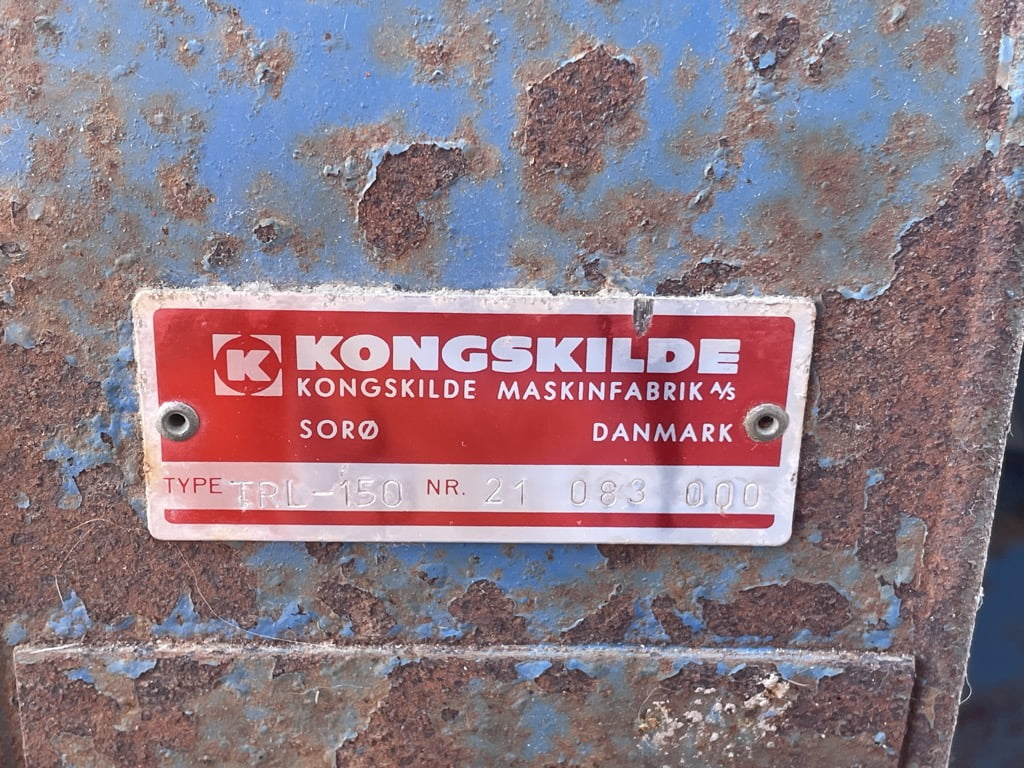 K KONGSKILDE
KONGSKILDE MASKINFABRIK A/S
SORØ DANMARK
TYPE TRL-150 NR. 21 083 000